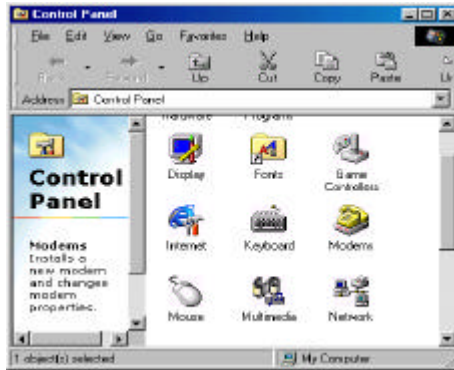 Control Panel
File Edit View Go Favorites Help
Up Cut Copy Paste
Address Control Panel
Hardware Programs
Display Fonts Game Controllers
Control Panel
Internet Keyboard Modems
Modems
Installs a
new modem
and changes
modem
properties.
Mouse Multimedia Network
1 object(s) selected My Computer